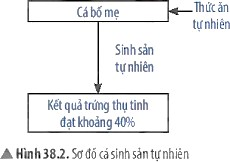 Cá bố mẹ
Thức ăn
tự nhiên
Sinh sản
tự nhiên
Kết quả trứng thụ tinh
đạt khoảng 40%
▲ Hình 38.2. Sơ đồ cá sinh sản tự nhiên